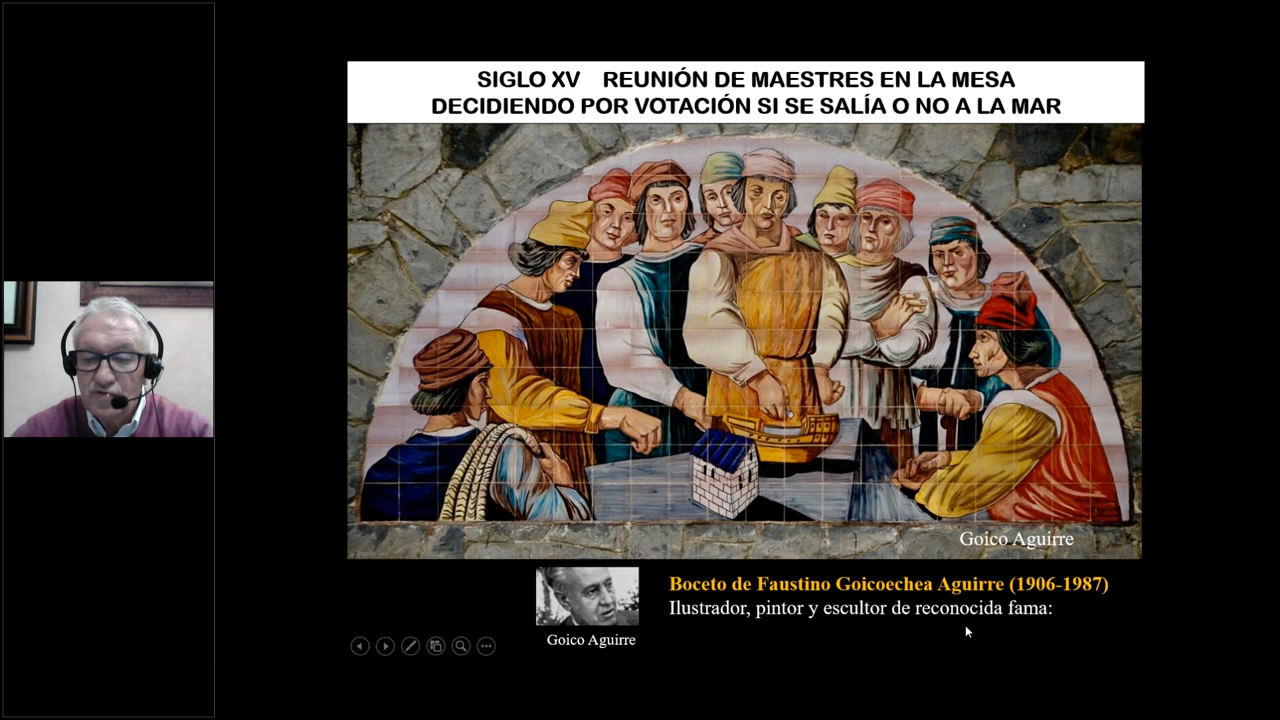 SIGLO XV REUNIÓN DE MAESTRES EN LA MESA
DECIDIENDO POR VOTACIÓN SI SE SALÍA O NO A LA MAR
Goico Aguirre
Boceto de Faustino Goicoechea Aguirre (1906-1987)
Ilustrador, pintor y escultor de reconocida fama:
Goico Aguirre